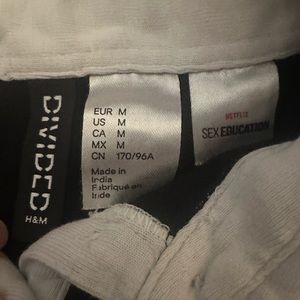 DIVIDED
H&M
EUR M
US M
CA M
MX M
CN 170/96A
Made in
India
Fabriqué en
Inde
NETFLIX
SEX EDUCATION